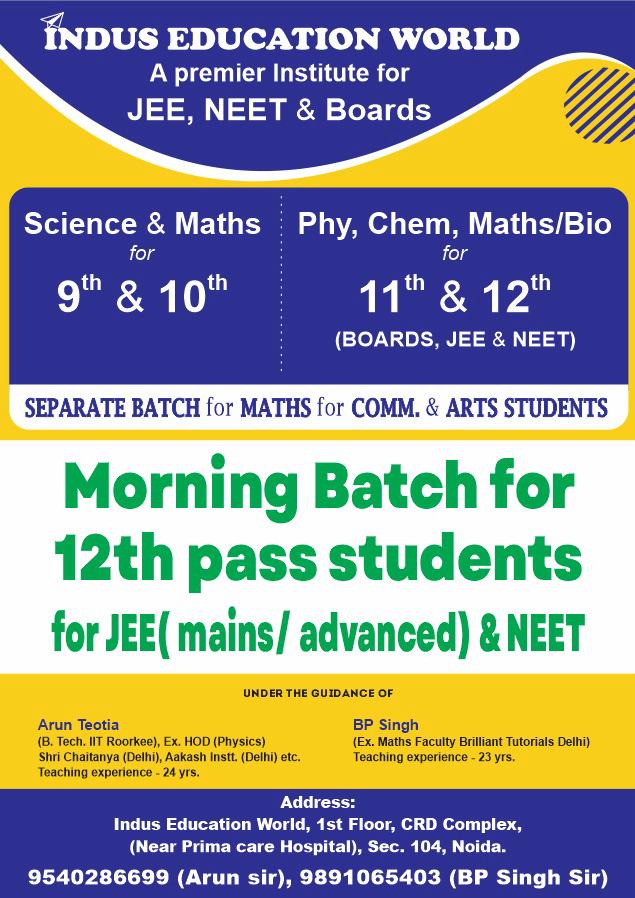 INDUS EDUCATION WORLD
A premier Institute for
JEE, NEET & Boards
Science & Maths
for
9th & 10th
Phy, Chem, Maths/Bio
for
11th & 12th
(BOARDS, JEE & NEET)
SEPARATE BATCH for MATHS for COMM. & ARTS STUDENTS
Morning Batch for
12th pass students
for JEE( mains/ advanced) & NEET
UNDER THE GUIDANCE OF
Arun Teotia
(B. Tech. IIT Roorkee), Ex. HOD (Physics)
Shri Chaitanya (Delhi), Aakash Instt. (Delhi) etc.
Teaching experience - 24 yrs.
BP Singh
(Ex. Maths Faculty Brilliant Tutorials Delhi)
Teaching experience - 23 yrs.
Address:
Indus Education World, 1st Floor, CRD Complex,
(Near Prima care Hospital), Sec. 104, Noida.
9540286699 (Arun sir), 9891065403 (BP Singh Sir)